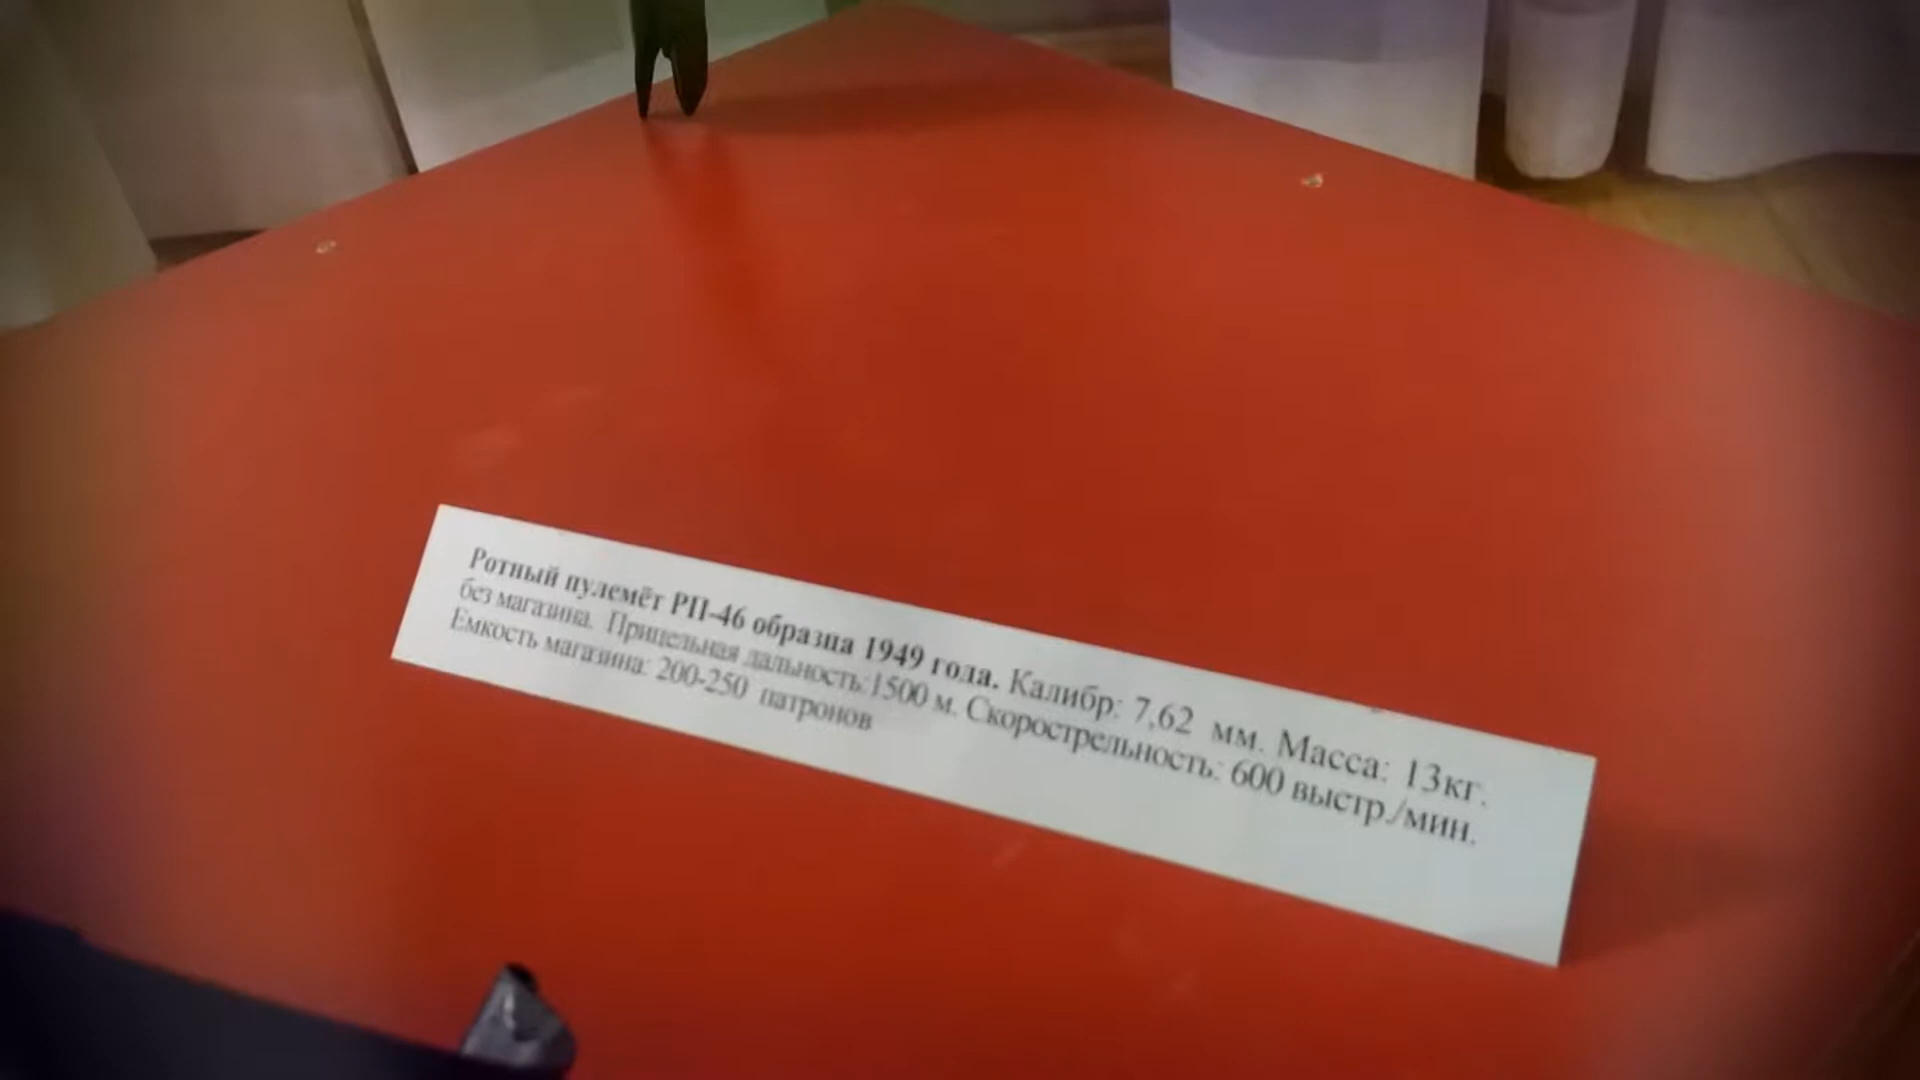 Ротный пулемёт РП-46 образца 1949 года. Калибр: 7,62 мм. Масса: 13кг.
без магазина. Прицельная дальность:1500 м. Скорострельность: 600 выстр./мин.
Емкость магазина: 200-250 патронов